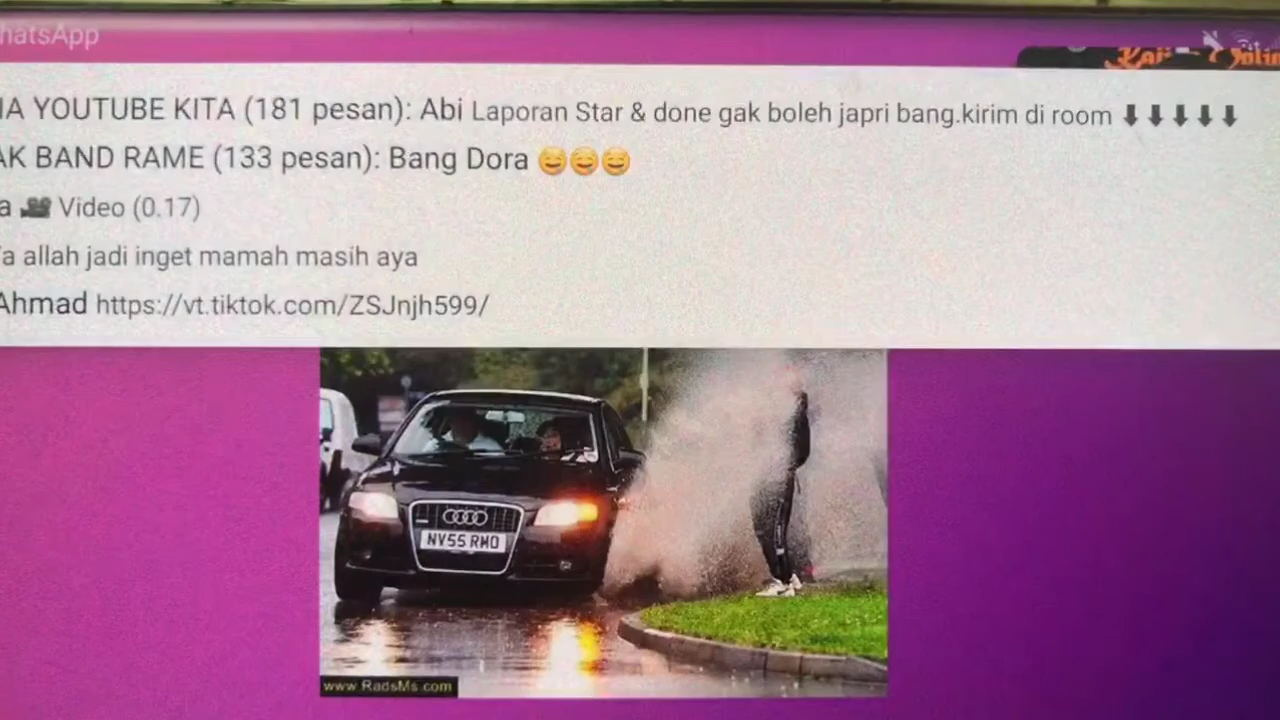 hatsApp
A YOUTUBE KITA (181 pesan): Abi Laporan Star & done gak boleh japri bang.kirim di room ⬇⬇⬇⬇⬇
AK BAND RAME (133 pesan): Bang Dora 😊😊😊
a 🎥 Video (0.17)
a allah jadi inget mamah masih aya
Ahmad https://vt.tiktok.com/ZSJnjh599/
NV55 RMO
www.RadsMs.com